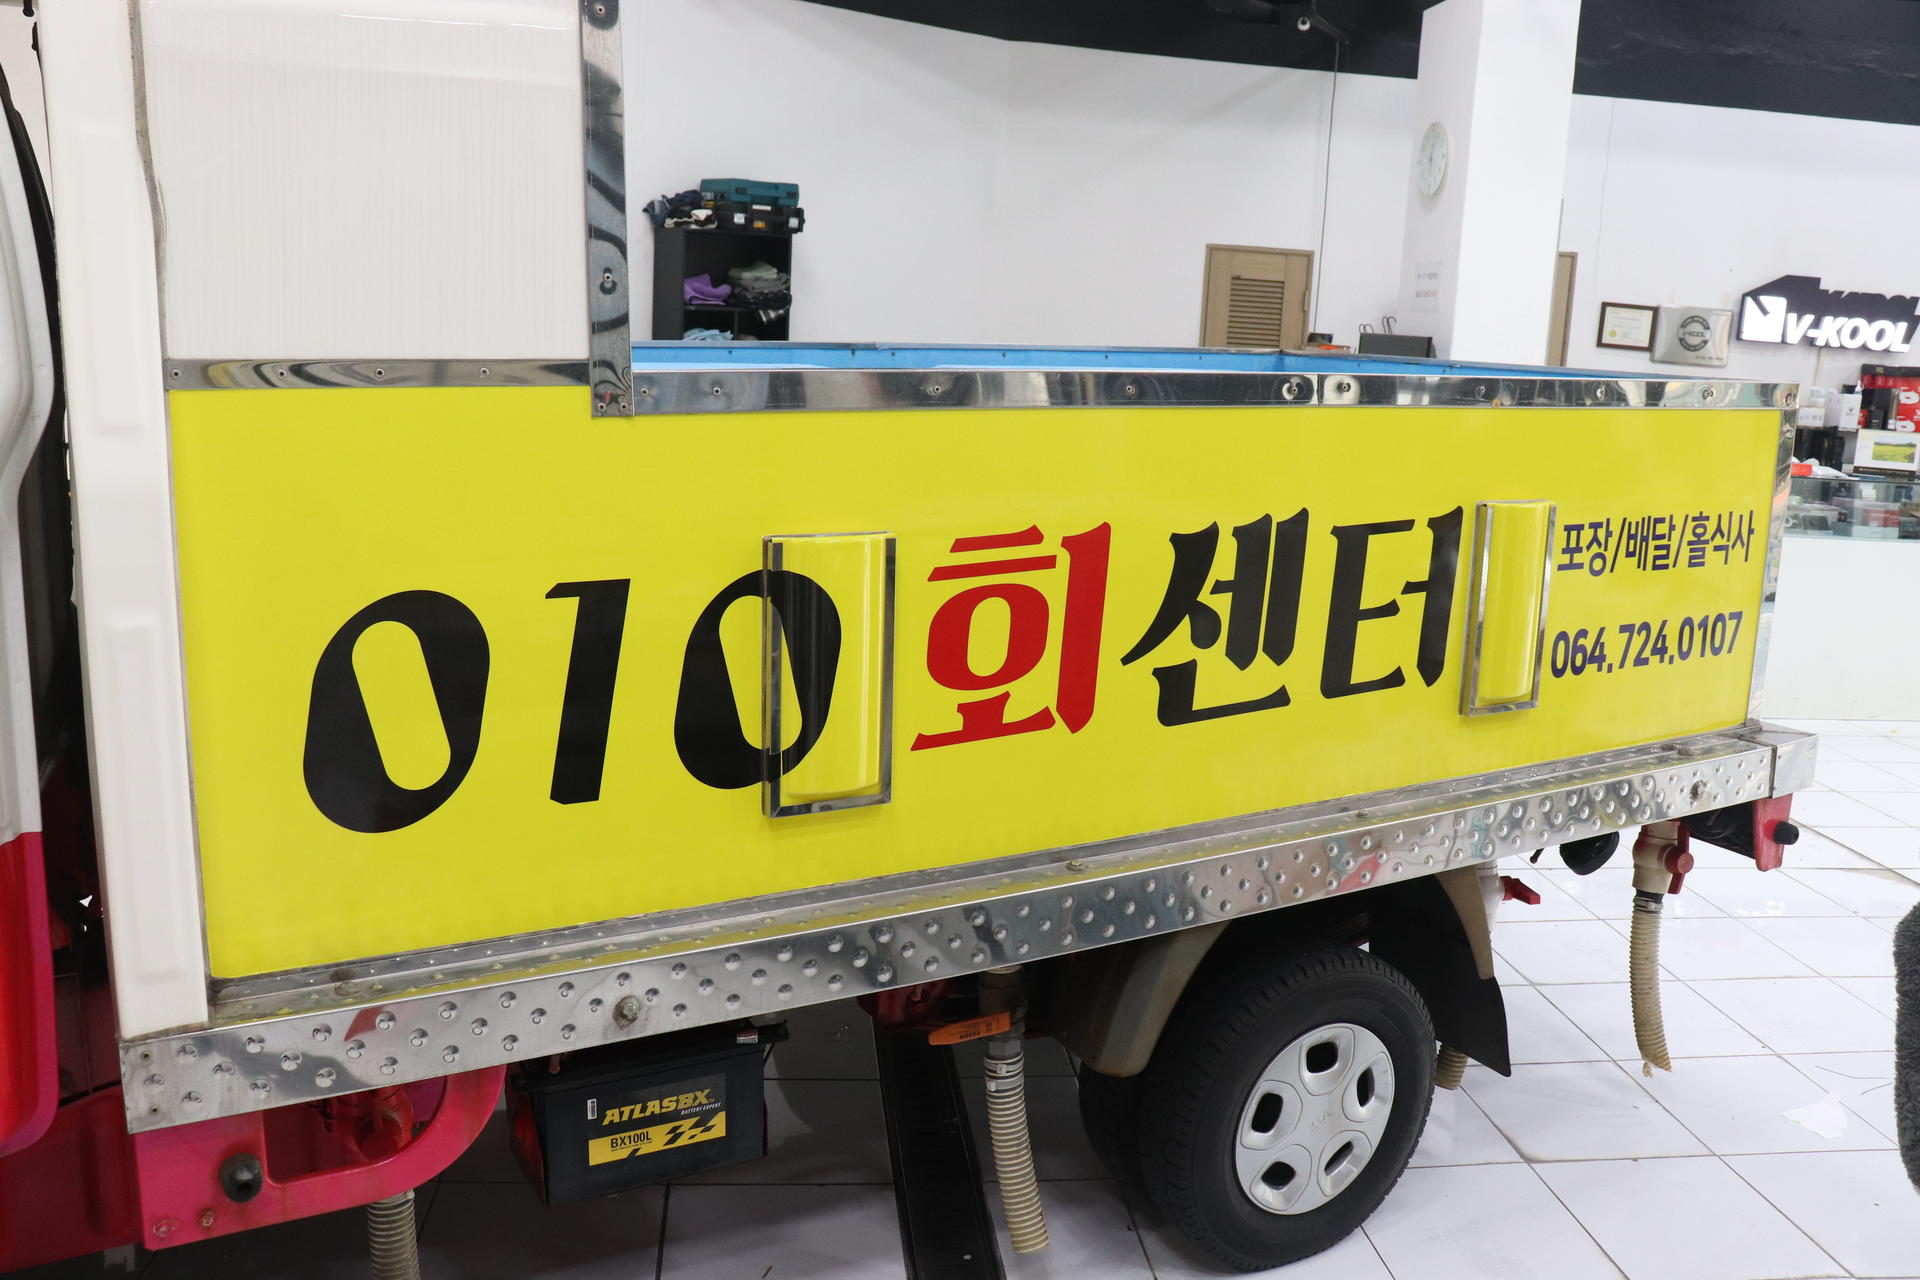 010회센터
포장/배달/홀식사
064.724.0107
V-KOOL
V-KOOL
ATLASBX
BATTERY EXPERT
BX100L